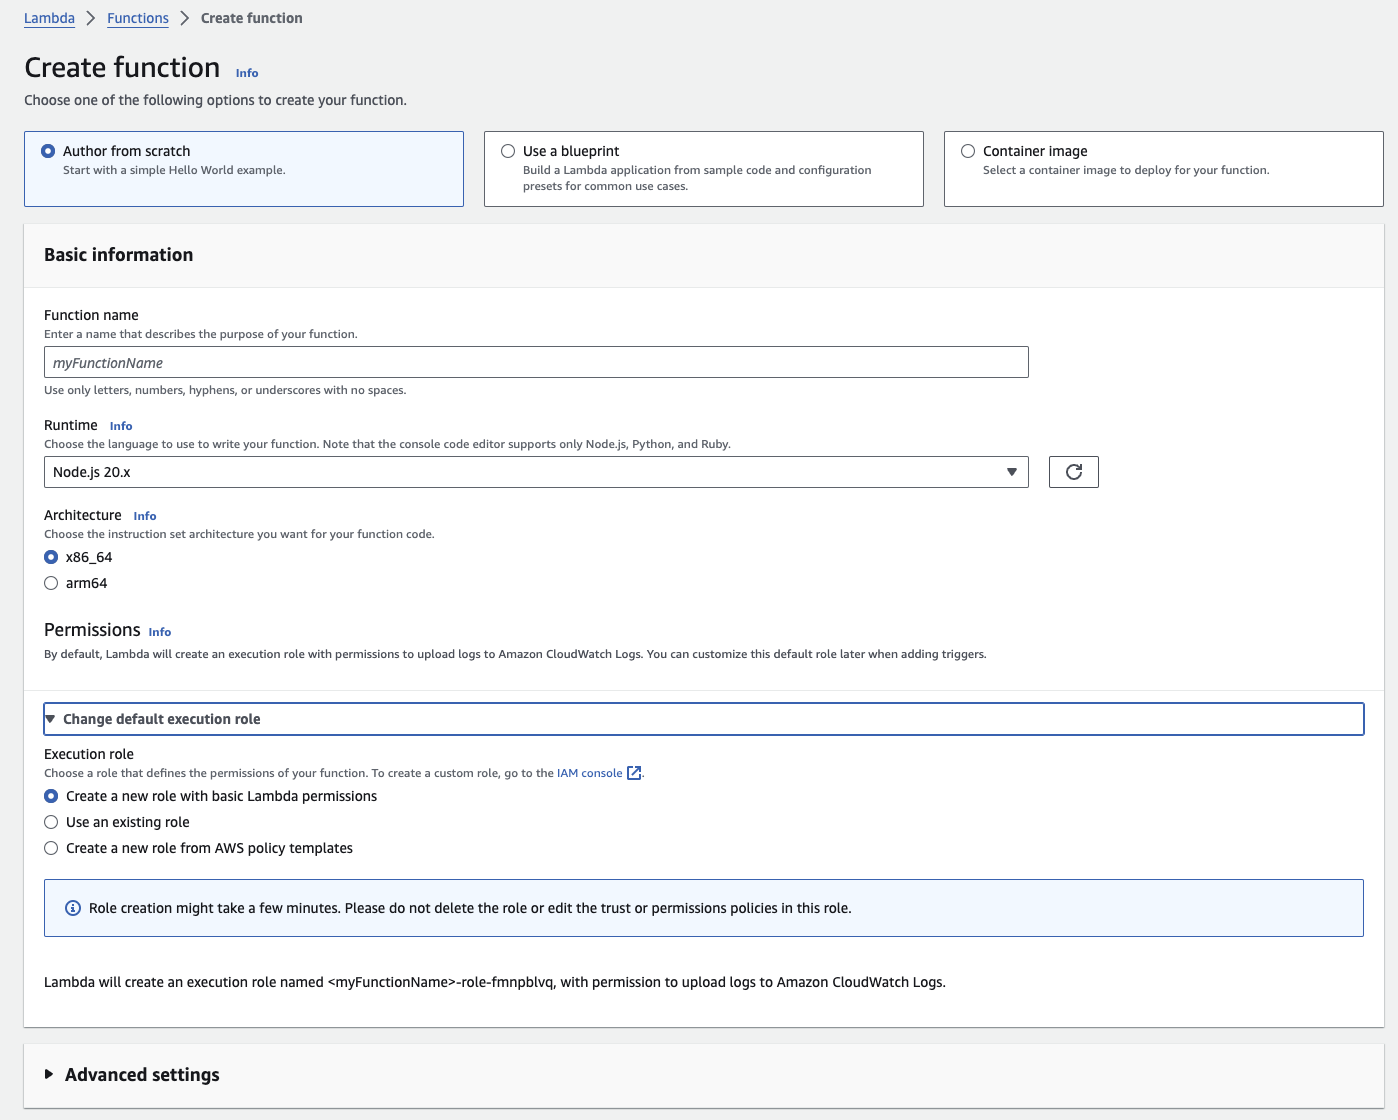 Lambda > Functions > Create function
Create function Info
Choose one of the following options to create your function.
Author from scratch
Start with a simple Hello World example.
Use a blueprint
Build a Lambda application from sample code and configuration
presets for common use cases.
Container image
Select a container image to deploy for your function.
Basic information
Function name
Enter a name that describes the purpose of your function.
myFunctionName
Use only letters, numbers, hyphens, or underscores with no spaces.
Runtime Info
Choose the language to use to write your function. Note that the console code editor supports only Node.js, Python, and Ruby.
Node.js 20.x
Architecture Info
Choose the instruction set architecture you want for your function code.
x86_64
arm64
Permissions Info
By default, Lambda will create an execution role with permissions to upload logs to Amazon CloudWatch Logs. You can customize this default role later when adding triggers.
Change default execution role
Execution role
Choose a role that defines the permissions of your function. To create a custom role, go to the IAM console.
Create a new role with basic Lambda permissions
Use an existing role
Create a new role from AWS policy templates
Role creation might take a few minutes. Please do not delete the role or edit the trust or permissions policies in this role.
Lambda will create an execution role named <myFunctionName>-role-fmnpblvq, with permission to upload logs to Amazon CloudWatch Logs.
Advanced settings